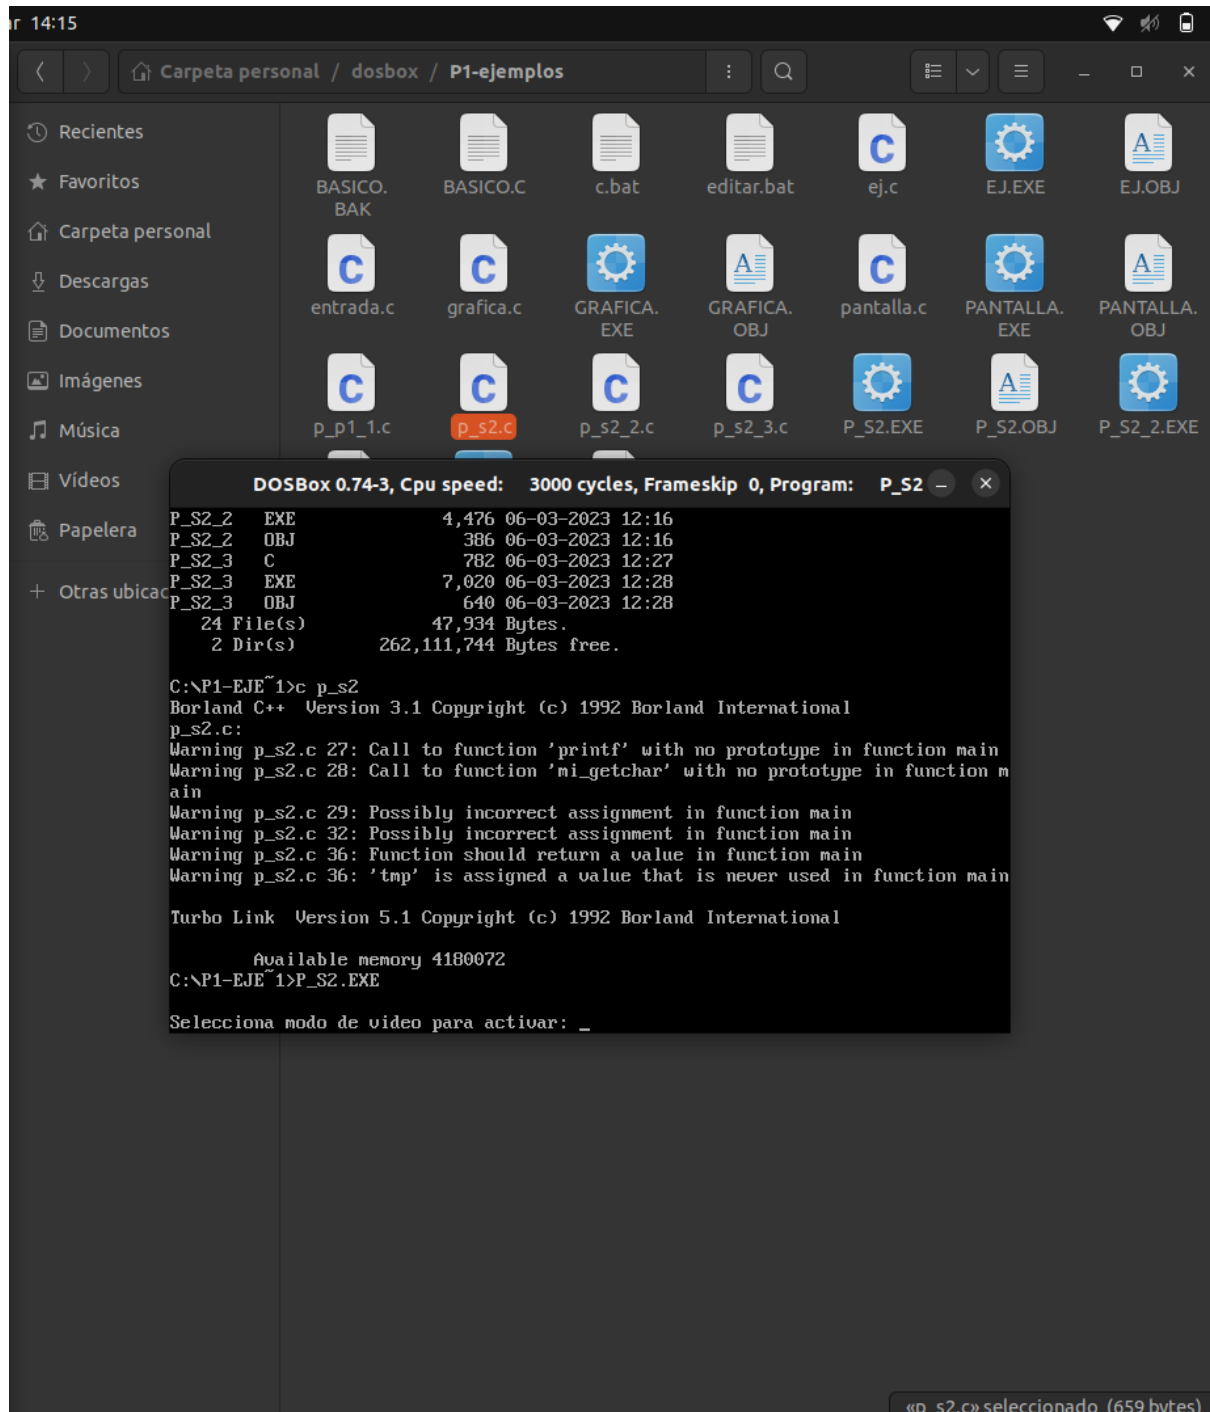 14:15
Carpeta personal / dosbox / P1-ejemplos
Recientes
Favoritos
Carpeta personal
Descargas
Documentos
Imágenes
Música
Vídeos
Papelera
+ Otras ubicac
BASICO.BAK
BASICO.C
c.bat
editar.bat
ej.c
EJ.EXE
EJ.OBJ
entrada.c
grafica.c
GRAFICA.EXE
GRAFICA.OBJ
pantalla.c
PANTALLA.EXE
PANTALLA.OBJ
p_p1_1.c
p_s2.c
p_s2_2.c
p_s2_3.c
P_S2.EXE
P_S2.OBJ
P_S2_2.EXE
DOSBox 0.74-3, Cpu speed: 3000 cycles, Frameskip 0, Program: P_S2
P_S2_2 EXE 4,476 06-03-2023 12:16
P_S2_2 OBJ 386 06-03-2023 12:16
P_S2_3 C 782 06-03-2023 12:27
P_S2_3 EXE 7,020 06-03-2023 12:28
P_S2_3 OBJ 640 06-03-2023 12:28
24 File(s) 47,934 Bytes.
2 Dir(s) 262,111,744 Bytes free.
C:\P1-EJE~1>c p_s2
Borland C++ Version 3.1 Copyright (c) 1992 Borland International
p_s2.c:
Warning p_s2.c 27: Call to function 'printf' with no prototype in function main
Warning p_s2.c 28: Call to function 'mi_getchar' with no prototype in function m
ain
Warning p_s2.c 29: Possibly incorrect assignment in function main
Warning p_s2.c 32: Possibly incorrect assignment in function main
Warning p_s2.c 36: Function should return a value in function main
Warning p_s2.c 36: 'tmp' is assigned a value that is never used in function main
Turbo Link Version 5.1 Copyright (c) 1992 Borland International
Available memory 4180072
C:\P1-EJE~1>P_S2.EXE
Selecciona modo de video para activar: _
«p_s2.c» seleccionado (659 bytes)